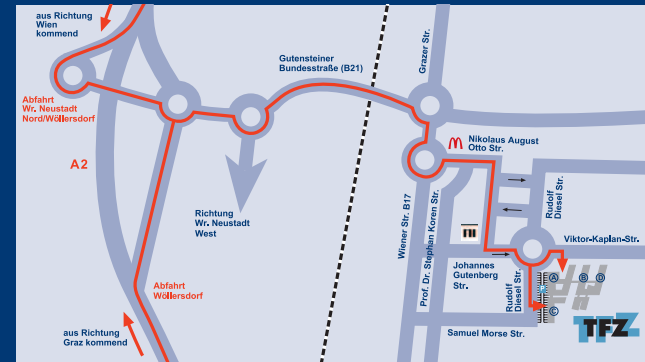 aus Richtung
Wien
kommend
Gutensteiner
Bundesstraße (B21)
Grazer Str.
Abfahrt
Wr. Neustadt
Nord/Wöllersdorf
Nikolaus August
Otto Str.
A2
Rudolf
Diesel Str.
Richtung
Wr. Neustadt
West
Wiener Str. B17
Prof. Dr. Stephan Koren Str.
Viktor-Kaplan-Str.
Johannes
Gutenberg
Str.
Rudolf
Diesel Str.
A
B
D
C
Abfahrt
Wöllersdorf
aus Richtung
Graz kommend
Samuel Morse Str.
TFZ